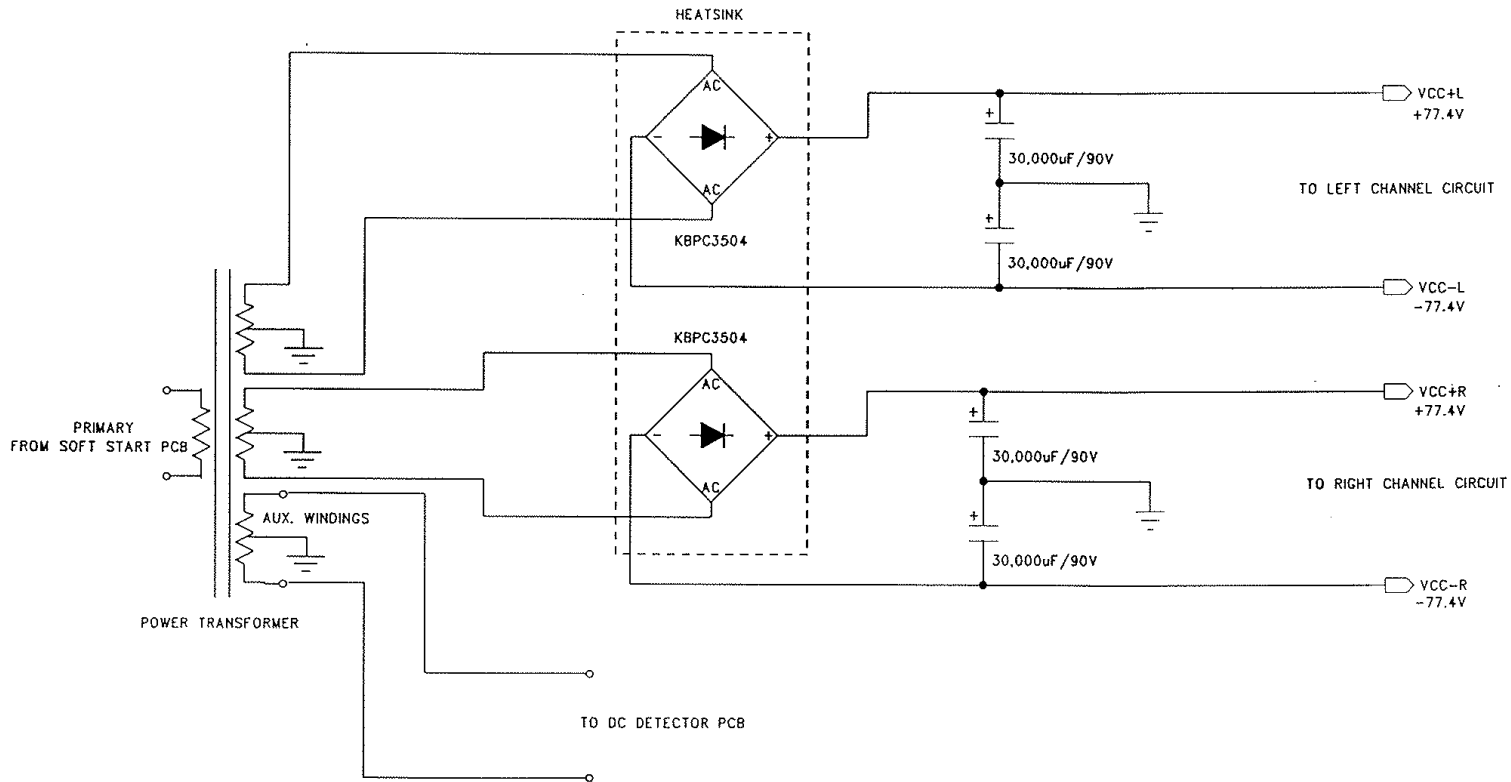 HEATSINK
AC
-
+
AC
KBPC3504
+
30,000uF/90V
+
30,000uF/90V
VCC+L
+77.4V
TO LEFT CHANNEL CIRCUIT
VCC-L
-77.4V
KBPC3504
AC
-
+
AC
+
30,000uF/90V
+
30,000uF/90V
VCC+R
+77.4V
TO RIGHT CHANNEL CIRCUIT
VCC-R
-77.4V
PRIMARY
FROM SOFT START PCB
AUX. WINDINGS
POWER TRANSFORMER
TO DC DETECTOR PCB